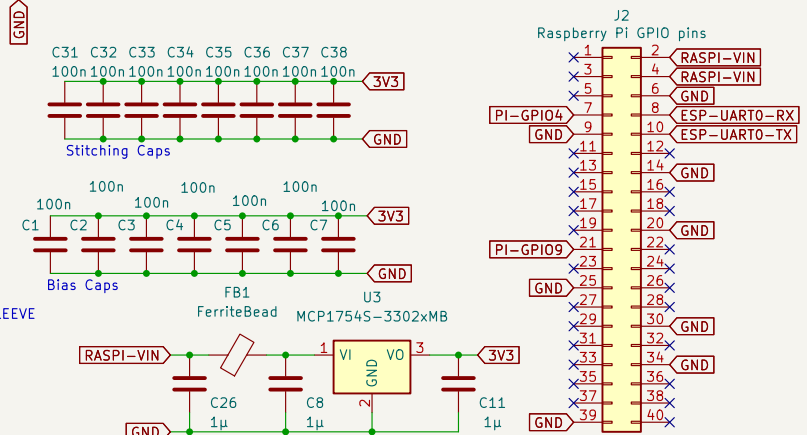 GND
C31 C32 C33 C34 C35 C36 C37 C38
100n 100n 100n 100n 100n 100n 100n 100n
3V3
GND
Stitching Caps
100n 100n 100n 100n 100n 100n 100n
C1 C2 C3 C4 C5 C6 C7
3V3
GND
Bias Caps
LEEVE
FB1
FerriteBead
U3
MCP1754S-3302xMB
RASPI-VIN
1 VI VO 3
GND
2
3V3
C26
1µ
C8
1µ
C11
1µ
GND
J2
Raspberry Pi GPIO pins
1 2 RASPI-VIN
3 4 RASPI-VIN
5 6 GND
PI-GPIO4 7 8 ESP-UART0-RX
GND 9 10 ESP-UART0-TX
11 12
13 14 GND
15 16
17 18
19 20 GND
PI-GPIO9 21 22
23 24
GND 25 26
27 28
29 30 GND
31 32
33 34 GND
35 36
37 38
GND 39 40